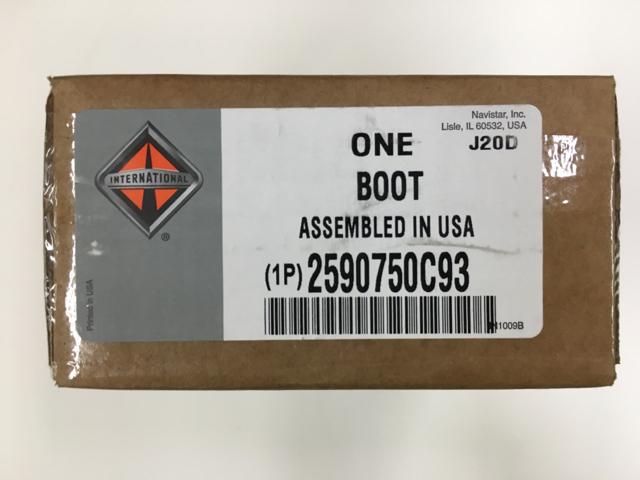 Navistar, Inc.
Lisle, IL 60532, USA
ONE J20D
BOOT
INTERNATIONAL
®
ASSEMBLED IN USA
(1P) 2590750C93
Printed in USA